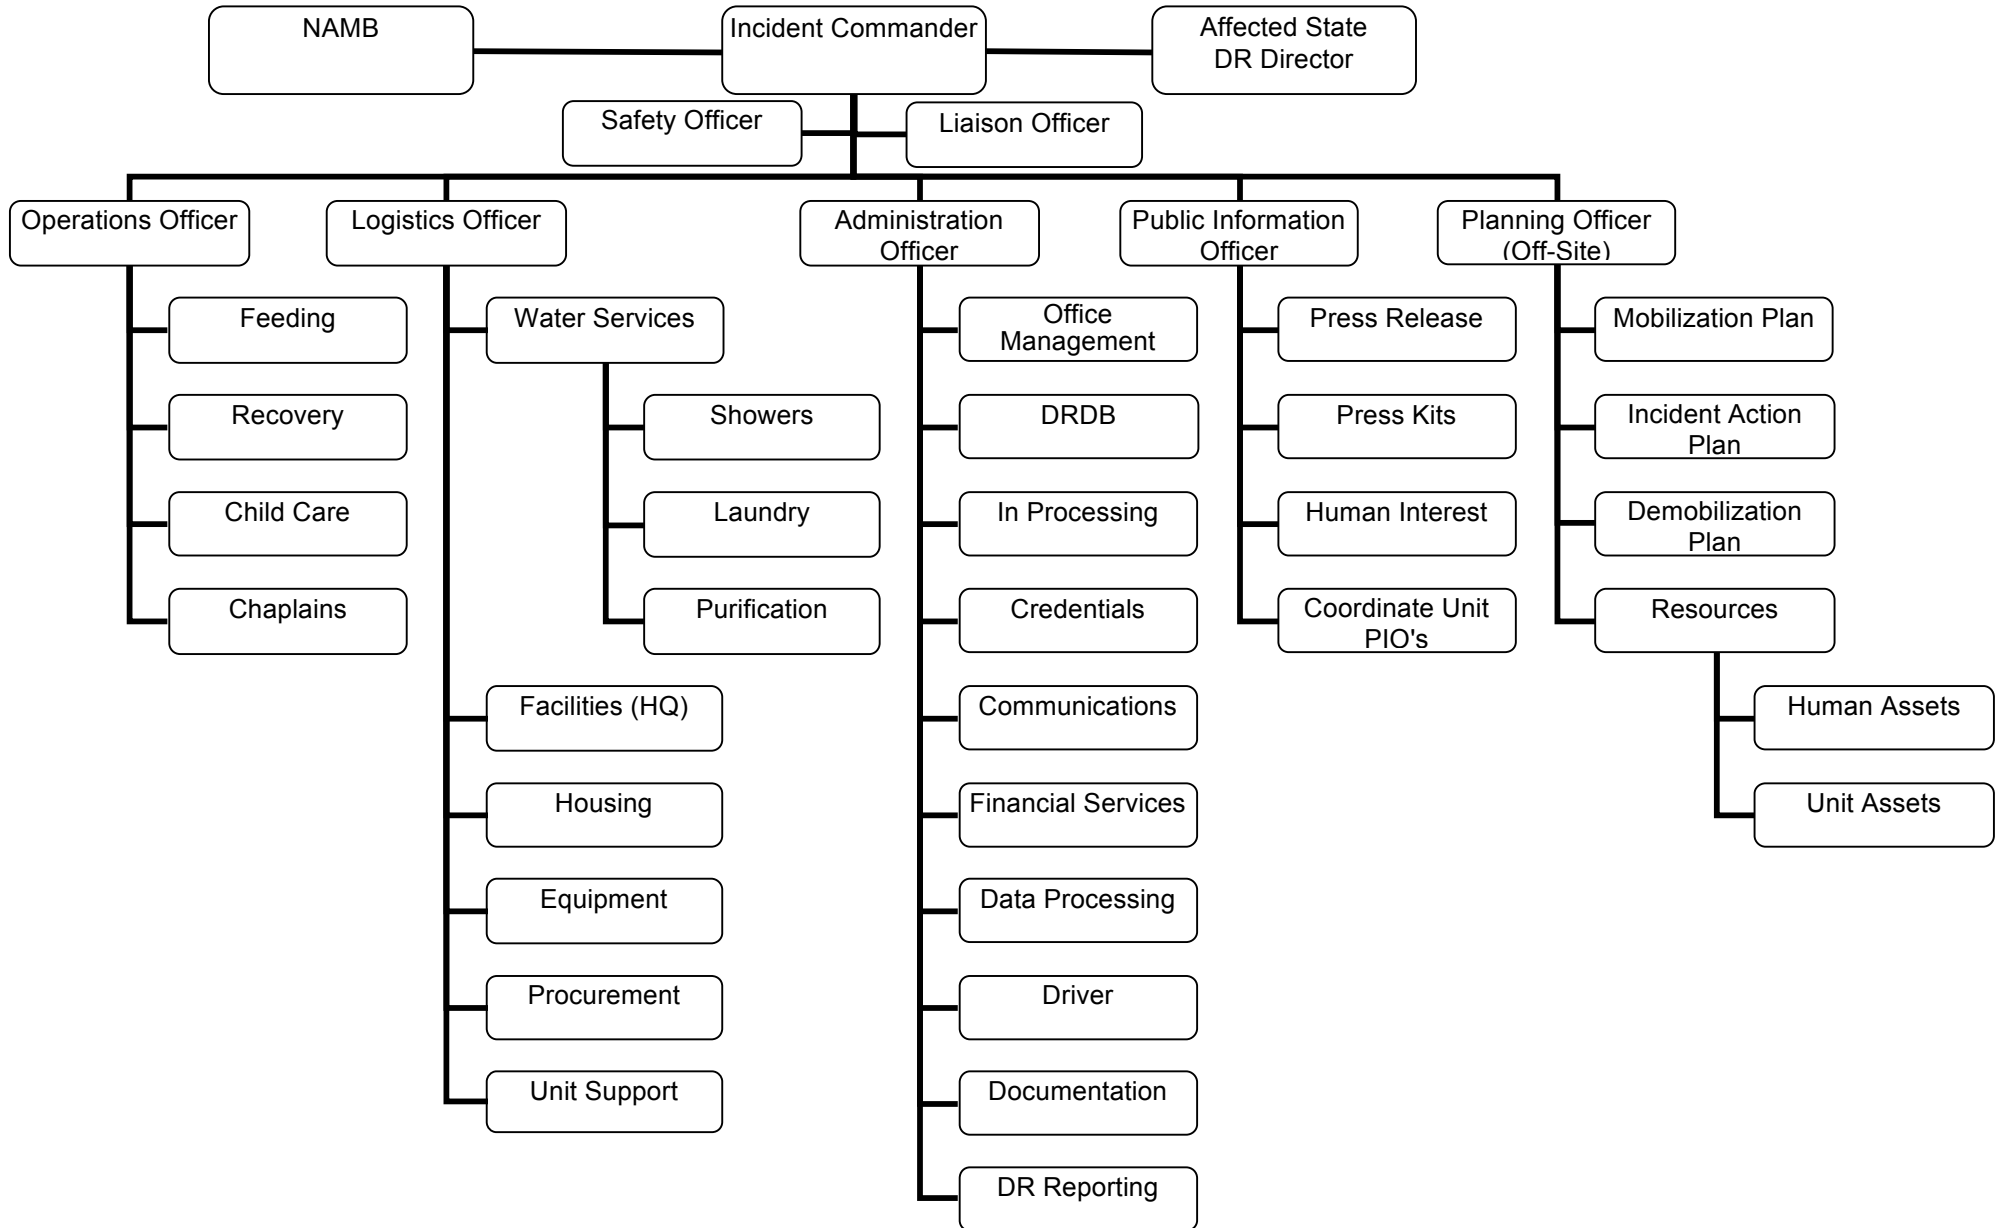 NAMB
Incident Commander
Affected State
DR Director
Safety Officer
Liaison Officer
Operations Officer
Logistics Officer
Administration
Officer
Public Information
Officer
Planning Officer
(Off-Site)
Feeding
Recovery
Child Care
Chaplains
Water Services
Showers
Laundry
Purification
Facilities (HQ)
Housing
Equipment
Procurement
Unit Support
Office
Management
DRDB
In Processing
Credentials
Communications
Financial Services
Data Processing
Driver
Documentation
DR Reporting
Press Release
Press Kits
Human Interest
Coordinate Unit
PIO's
Mobilization Plan
Incident Action
Plan
Demobilization
Plan
Resources
Human Assets
Unit Assets